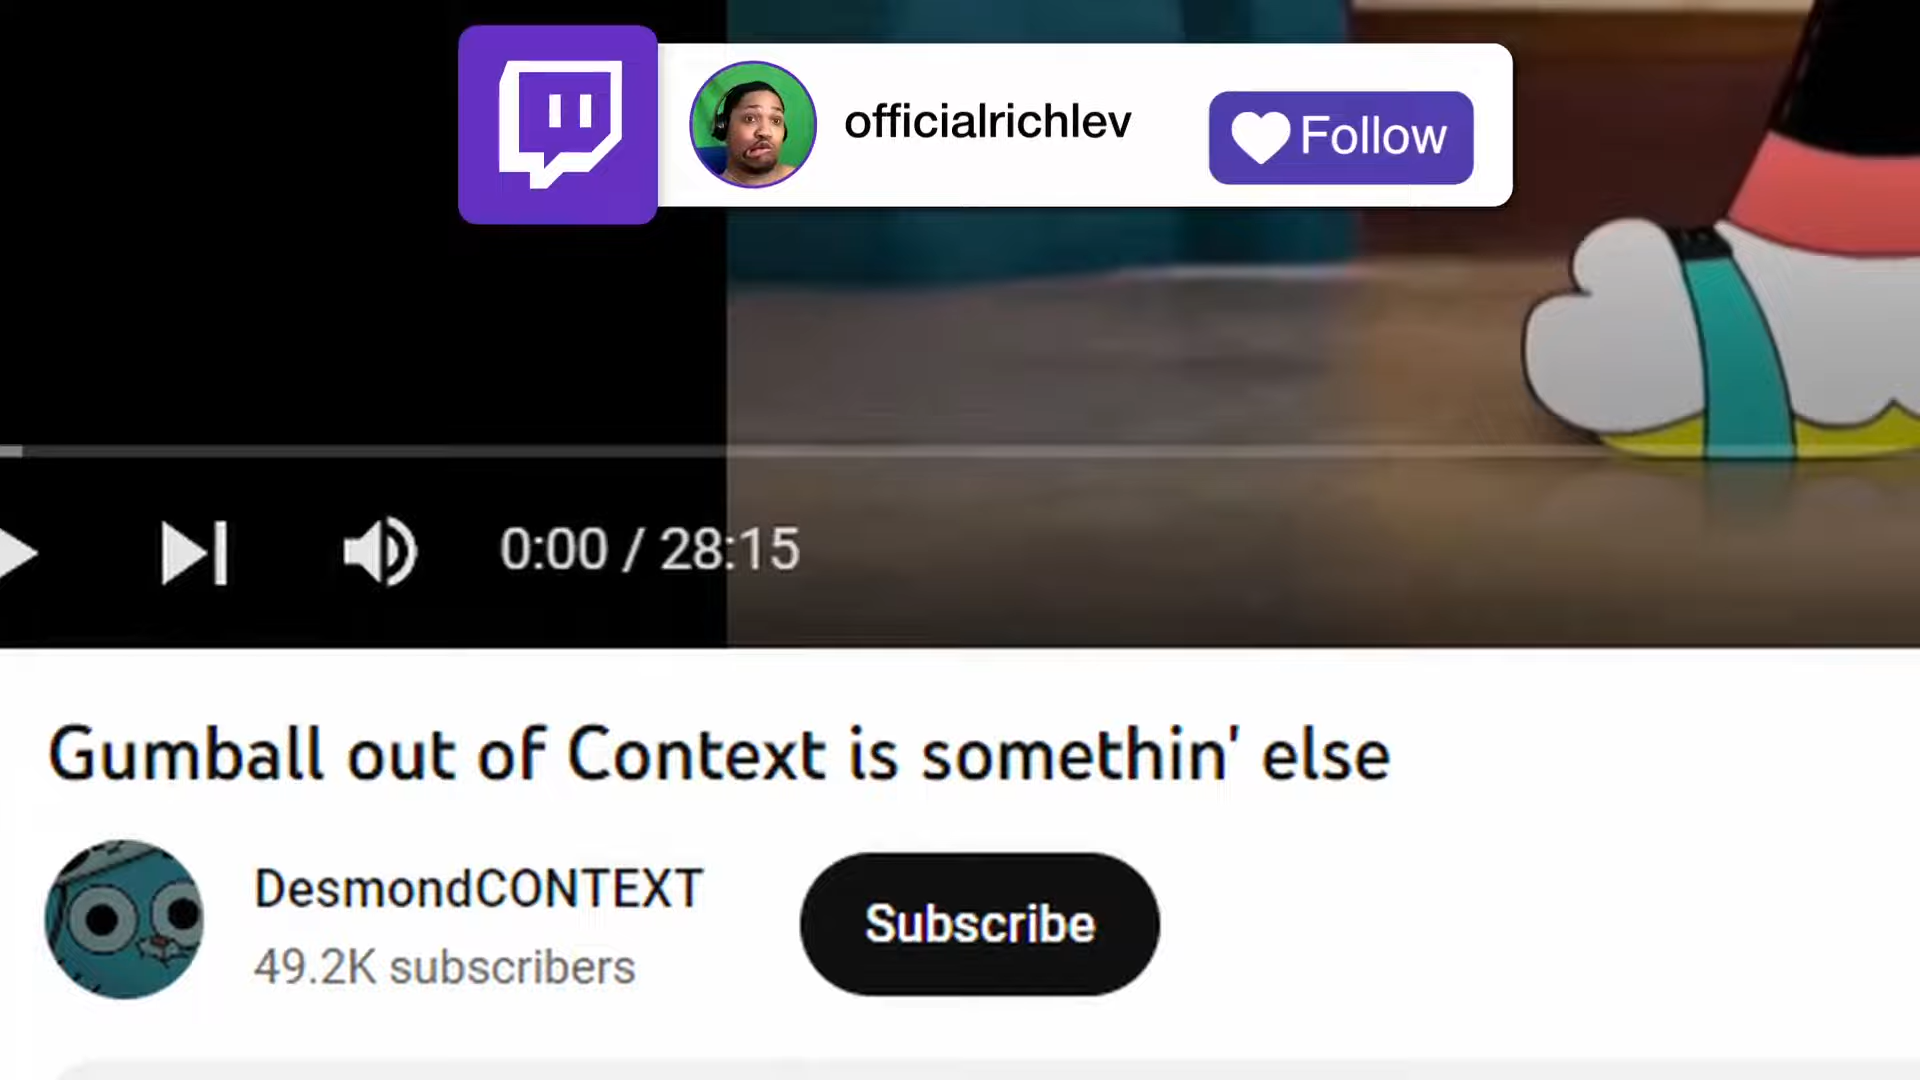 officialrichlev
Follow
0:00 / 28:15
Gumball out of Context is somethin' else
DesmondCONTEXT
49.2K subscribers
Subscribe